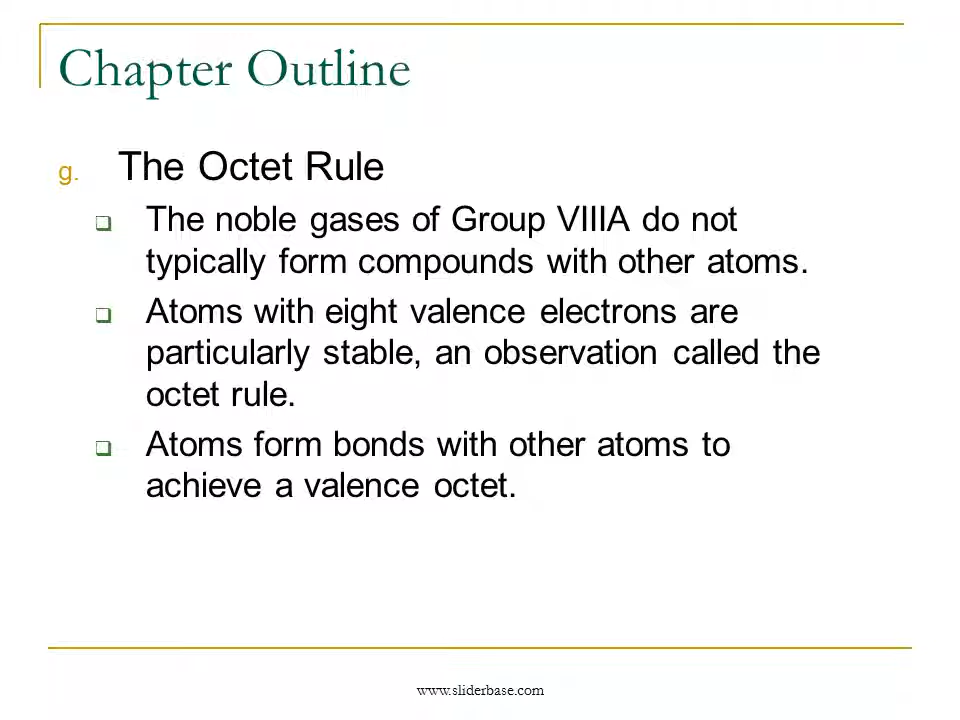 Chapter Outline
g. The Octet Rule
The noble gases of Group VIIIA do not
typically form compounds with other atoms.
Atoms with eight valence electrons are
particularly stable, an observation called the
octet rule.
Atoms form bonds with other atoms to
achieve a valence octet.
www.sliderbase.com